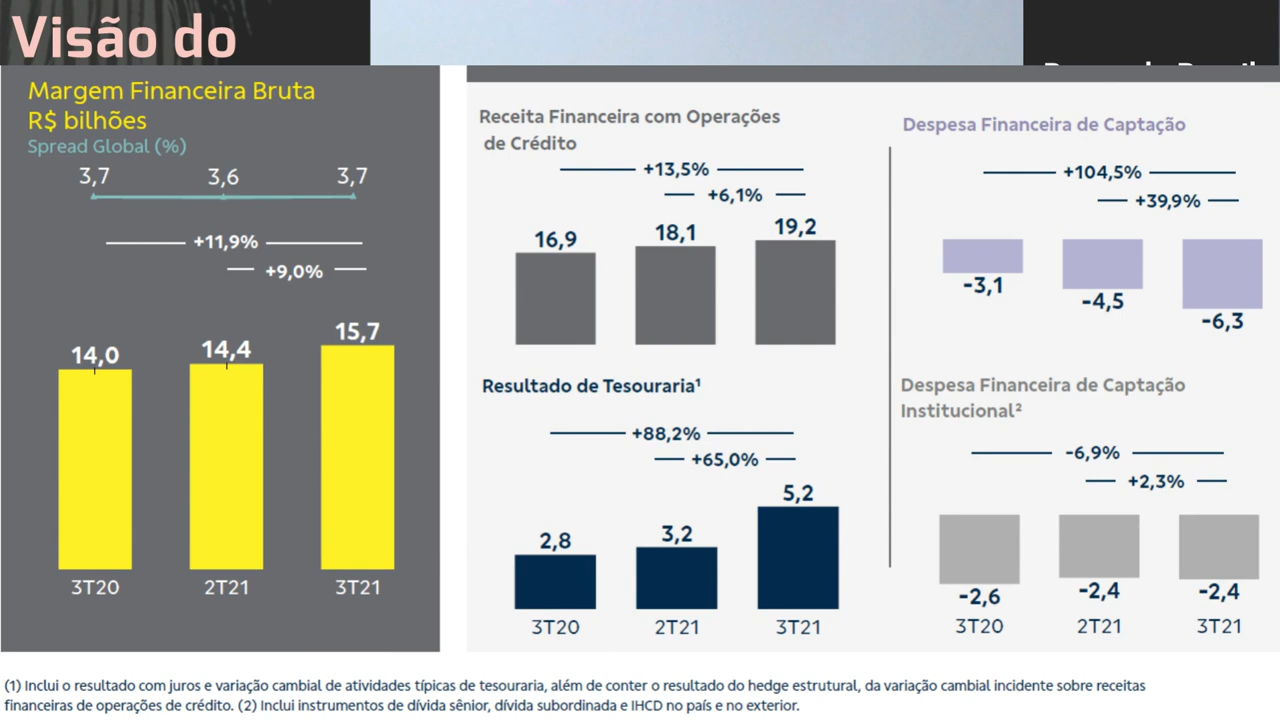 Visão do
Margem Financeira Bruta
R$ bilhões
Spread Global (%)
3,7 3,6 3,7
+11,9%
+9,0%
14,0 14,4 15,7
3T20 2T21 3T21
Receita Financeira com Operações
de Crédito
+13,5%
+6,1%
16,9 18,1 19,2
Resultado de Tesouraria¹
+88,2%
+65,0%
2,8 3,2 5,2
3T20 2T21 3T21
Despesa Financeira de Captação
+104,5%
+39,9%
-3,1 -4,5 -6,3
Despesa Financeira de Captação
Institucional²
-6,9%
+2,3%
-2,6 -2,4 -2,4
3T20 2T21 3T21
(1) Inclui o resultado com juros e variação cambial de atividades típicas de tesouraria, além de conter o resultado do hedge estrutural, da variação cambial incidente sobre receitas
financeiras de operações de crédito. (2) Inclui instrumentos de dívida sênior, dívida subordinada e IHCD no país e no exterior.